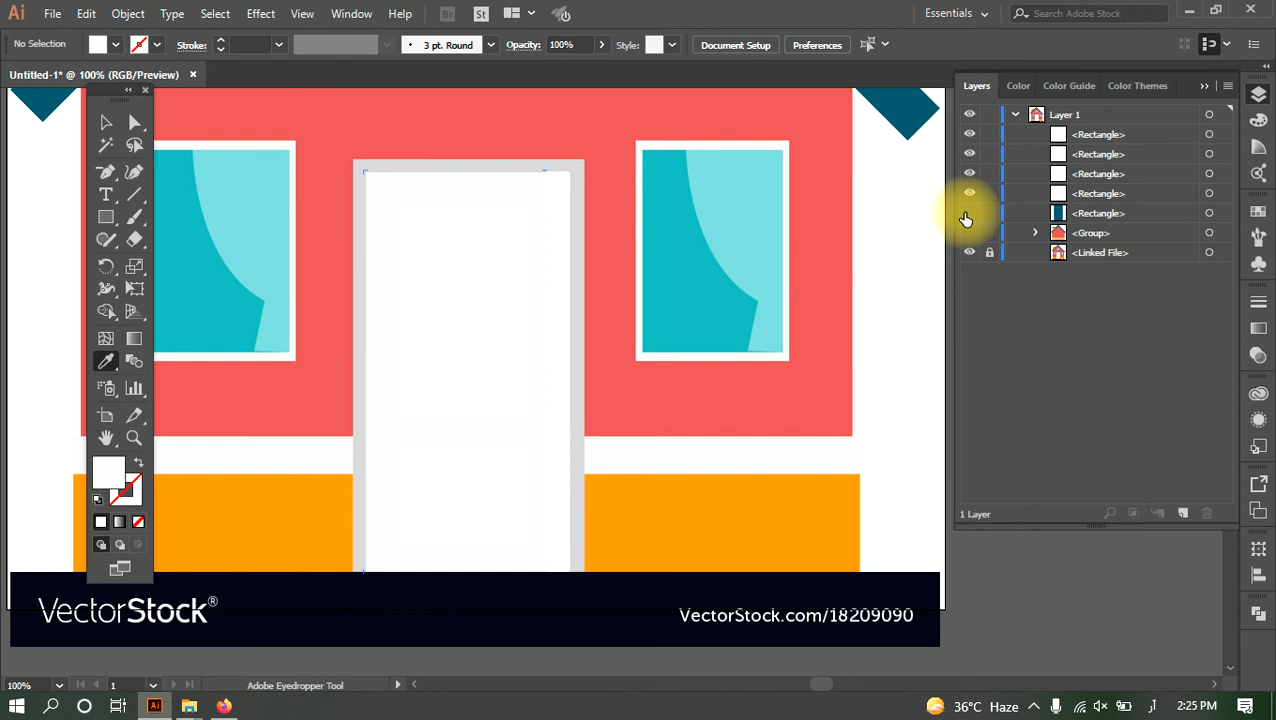 Ai File Edit Object Type Select Effect View Window Help Br St Essentials Search Adobe Stock
No Selection Stroke: 3 pt. Round Opacity: 100% Style: Document Setup Preferences
Untitled-1* @ 100% (RGB/Preview)
Layers Color Color Guide Color Themes
Layer 1
<Rectangle>
<Rectangle>
<Rectangle>
<Rectangle>
<Rectangle>
<Group>
<Linked File>
1 Layer
VectorStock® VectorStock.com/18209090
100% 1 Adobe Eyedropper Tool
Ai 36°C Haze 2:25 PM